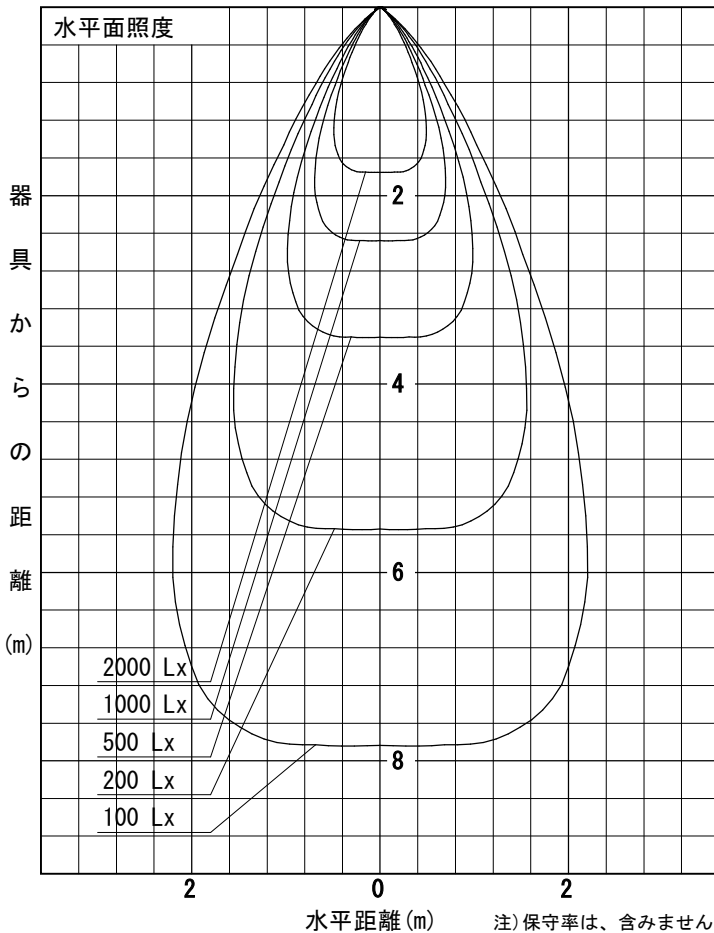 水平面照度
器具からの距離(m)
2
4
6
8
2000 Lx
1000 Lx
500 Lx
200 Lx
100 Lx
2 0 2
水平距離(m)
注)保守率は、含みません